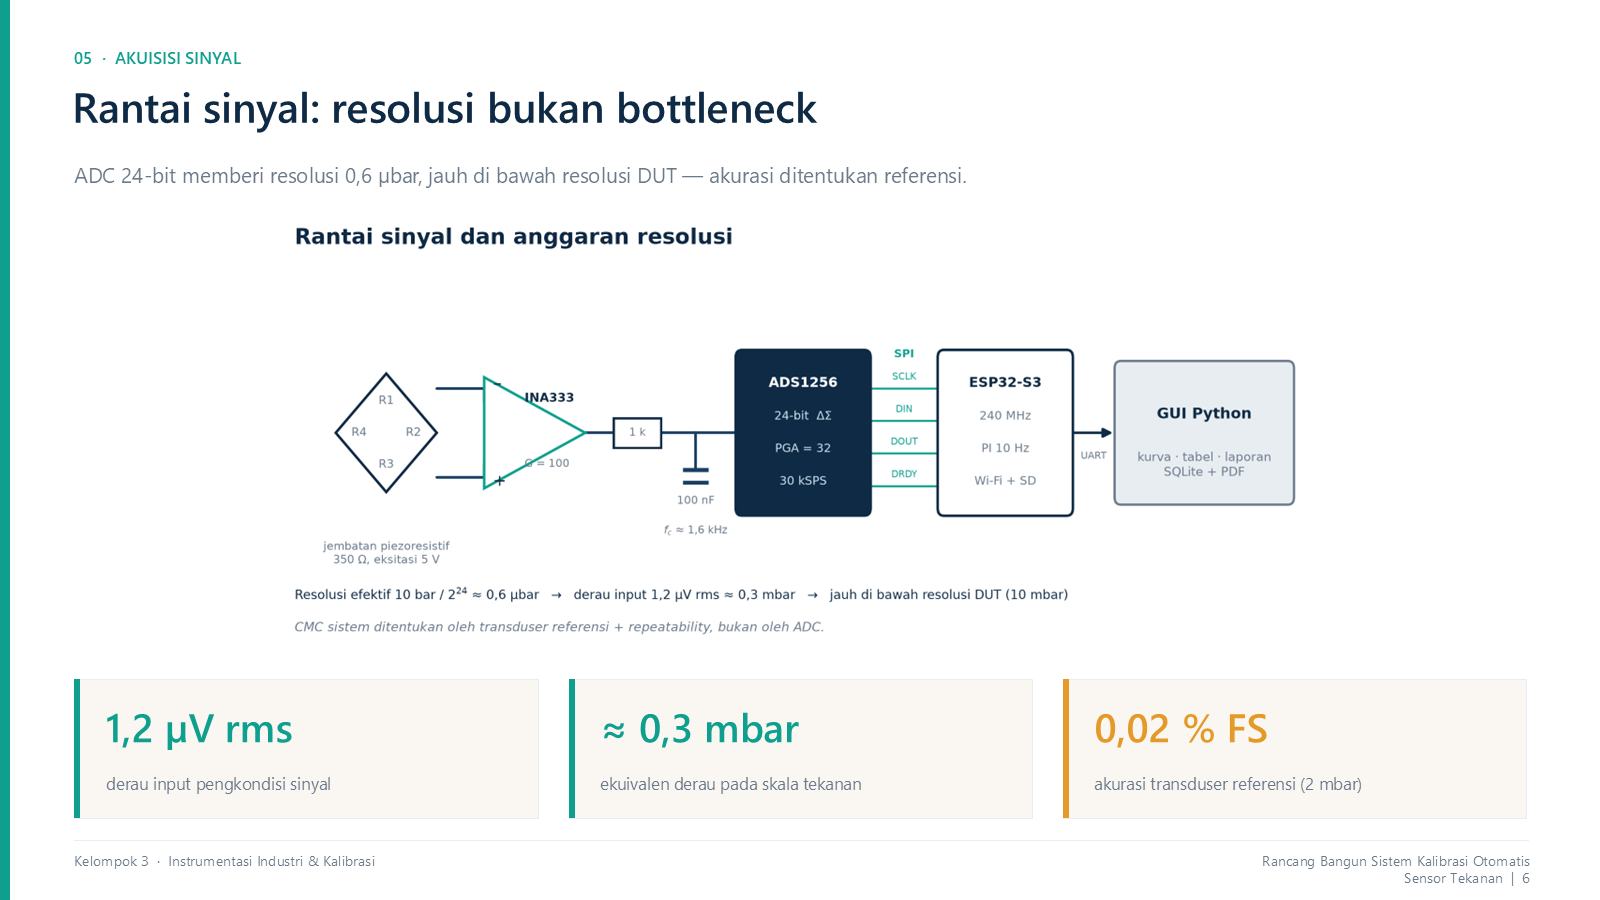 05 · AKUISISI SINYAL
Rantai sinyal: resolusi bukan bottleneck
ADC 24-bit memberi resolusi 0,6 µbar, jauh di bawah resolusi DUT — akurasi ditentukan referensi.
Rantai sinyal dan anggaran resolusi
R1
R4
R2
R3
jembatan piezoresistif
350 Ω, eksitasi 5 V
−
INA333
G = 100
+
1 k
100 nF
fc ≈ 1,6 kHz
ADS1256
24-bit ΔΣ
PGA = 32
30 kSPS
SPI
SCLK
DIN
DOUT
DRDY
ESP32-S3
240 MHz
PI 10 Hz
Wi-Fi + SD
UART
GUI Python
kurva · tabel · laporan
SQLite + PDF
Resolusi efektif 10 bar / 2²⁴ ≈ 0,6 µbar → derau input 1,2 µV rms ≈ 0,3 mbar → jauh di bawah resolusi DUT (10 mbar)
CMC sistem ditentukan oleh transduser referensi + repeatability, bukan oleh ADC.
1,2 µV rms
derau input pengkondisi sinyal
≈ 0,3 mbar
ekuivalen derau pada skala tekanan
0,02 % FS
akurasi transduser referensi (2 mbar)
Kelompok 3 · Instrumentasi Industri & Kalibrasi
Rancang Bangun Sistem Kalibrasi Otomatis
Sensor Tekanan | 6